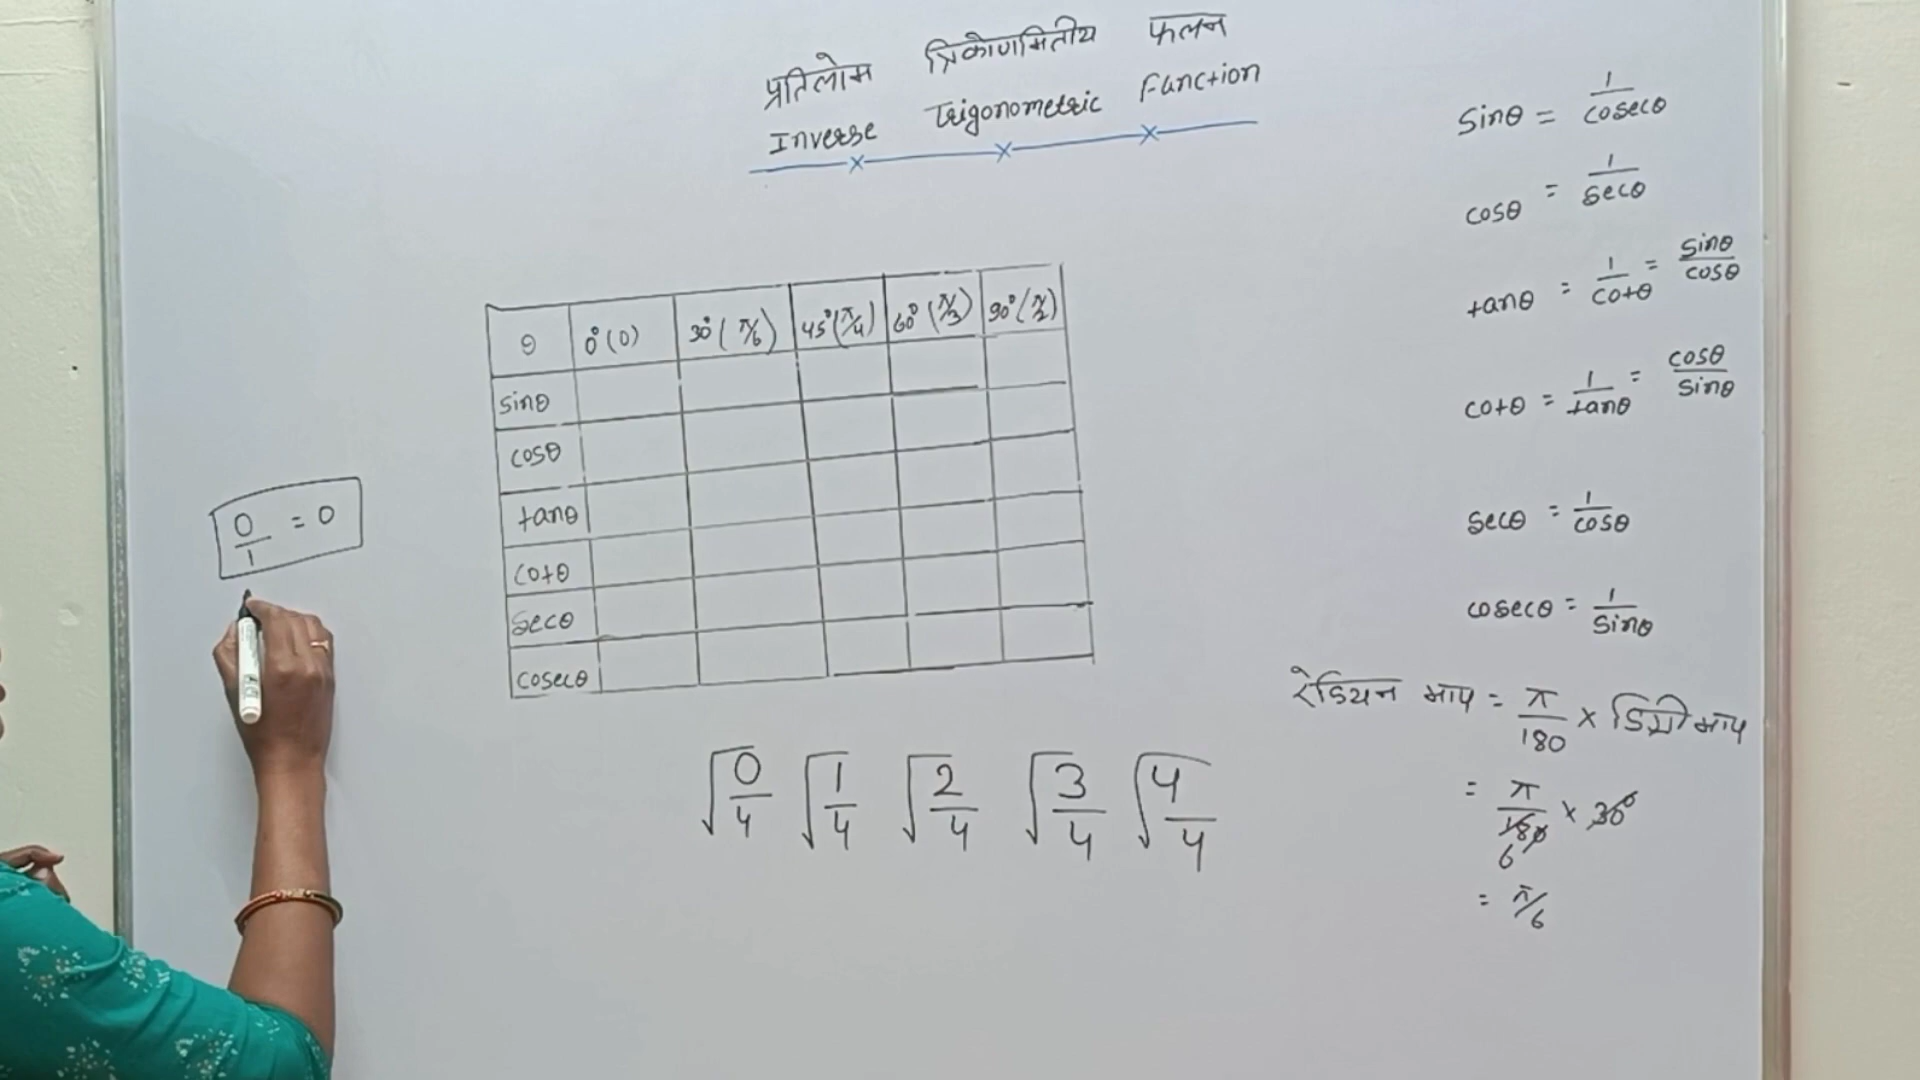 प्रतिलोम त्रिकोणमितीय फलन
Inverse Trigonometric Function
θ 0°(0) 30°(π/6) 45°(π/4) 60°(π/3) 90°(π/2)
sinθ
cosθ
tanθ
cotθ
secθ
cosecθ
0/1 = 0
√0/4 √1/4 √2/4 √3/4 √4/4
sinθ = 1/cosecθ
cosθ = 1/secθ
tanθ = 1/cotθ = sinθ/cosθ
cotθ = 1/tanθ = cosθ/sinθ
secθ = 1/cosθ
cosecθ = 1/sinθ
रेडियन माप = π/180 × डिग्री माप
= π/180 × 30°
6
= π/6